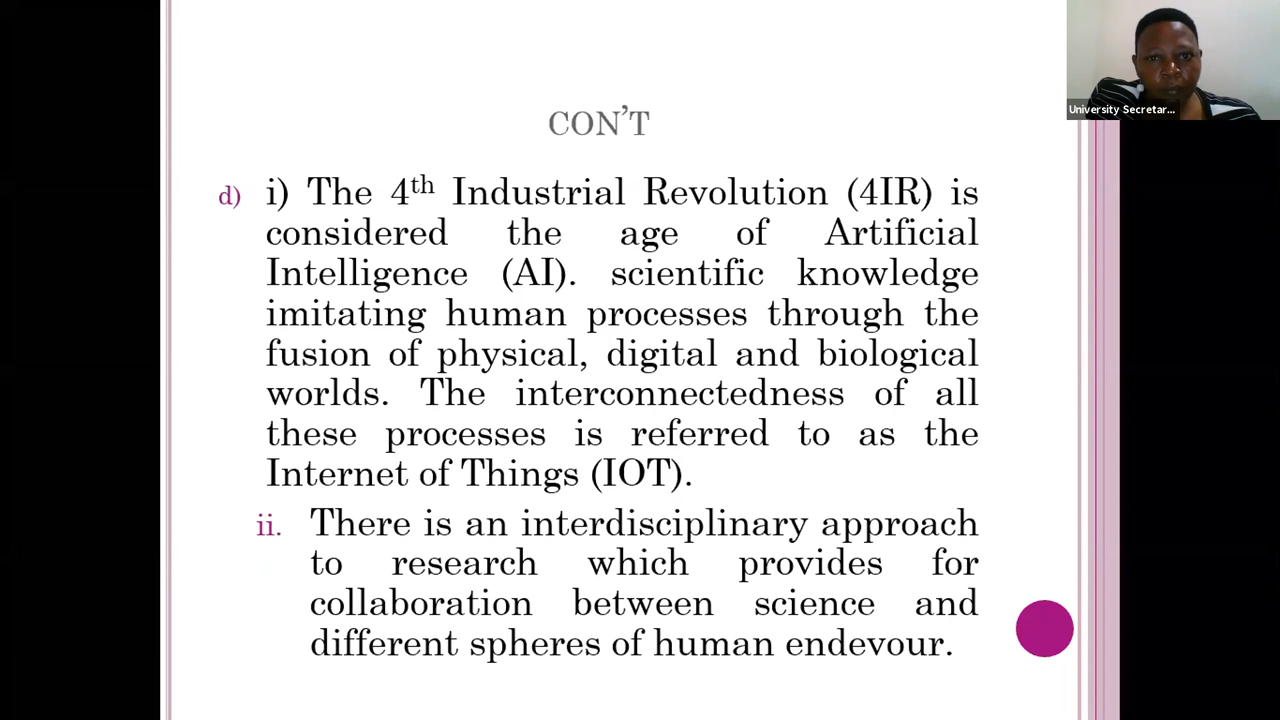 University Secretar...
CON'T
d) i) The 4th Industrial Revolution (4IR) is
considered the age of Artificial
Intelligence (AI). scientific knowledge
imitating human processes through the
fusion of physical, digital and biological
worlds. The interconnectedness of all
these processes is referred to as the
Internet of Things (IOT).
ii. There is an interdisciplinary approach
to research which provides for
collaboration between science and
different spheres of human endevour.